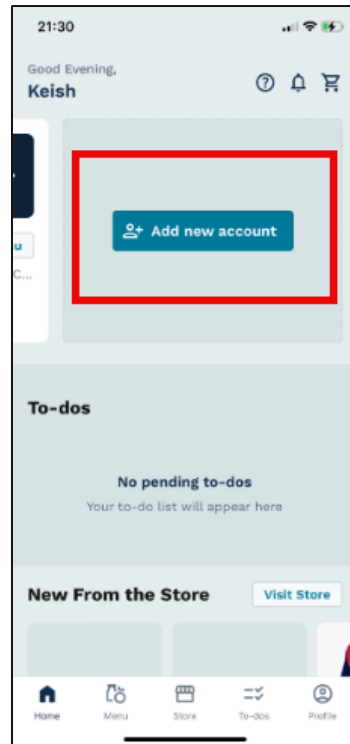 21:30
Good Evening,
Keish
u
C...
Add new account
To-dos
No pending to-dos
Your to-do list will appear here
New From the Store
Visit Store
Home
Menu
Store
To-dos
Profile